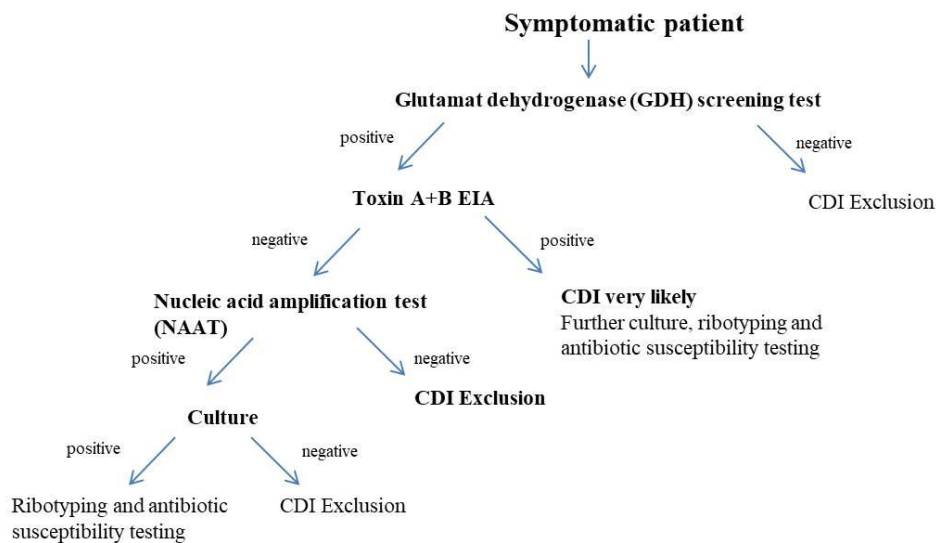 Symptomatic patient
Glutamat dehydrogenase (GDH) screening test
positive
negative
Toxin A+B EIA
CDI Exclusion
negative
positive
Nucleic acid amplification test
(NAAT)
CDI very likely
Further culture, ribotyping and
antibiotic susceptibility testing
positive
negative
CDI Exclusion
Culture
positive
negative
Ribotyping and antibiotic
susceptibility testing
CDI Exclusion